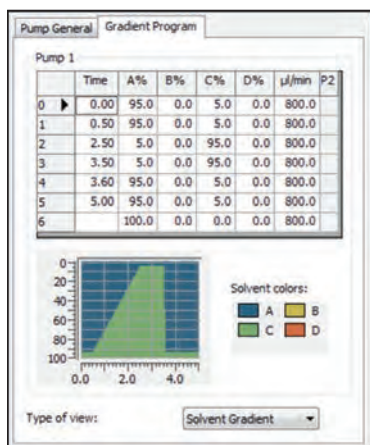 Pump General Gradient Program
Pump 1
Time A% B% C% D% µl/min P2
0 0.00 95.0 0.0 5.0 0.0 800.0
1 0.50 95.0 0.0 5.0 0.0 800.0
2 2.50 5.0 0.0 95.0 0.0 800.0
3 3.50 5.0 0.0 95.0 0.0 800.0
4 3.60 95.0 0.0 5.0 0.0 800.0
5 5.00 95.0 0.0 5.0 0.0 800.0
6 100.0 0.0 0.0 0.0 800.0
0
20
40
60
80
100
0.0 2.0 4.0
Solvent colors:
A B
C D
Type of view: Solvent Gradient